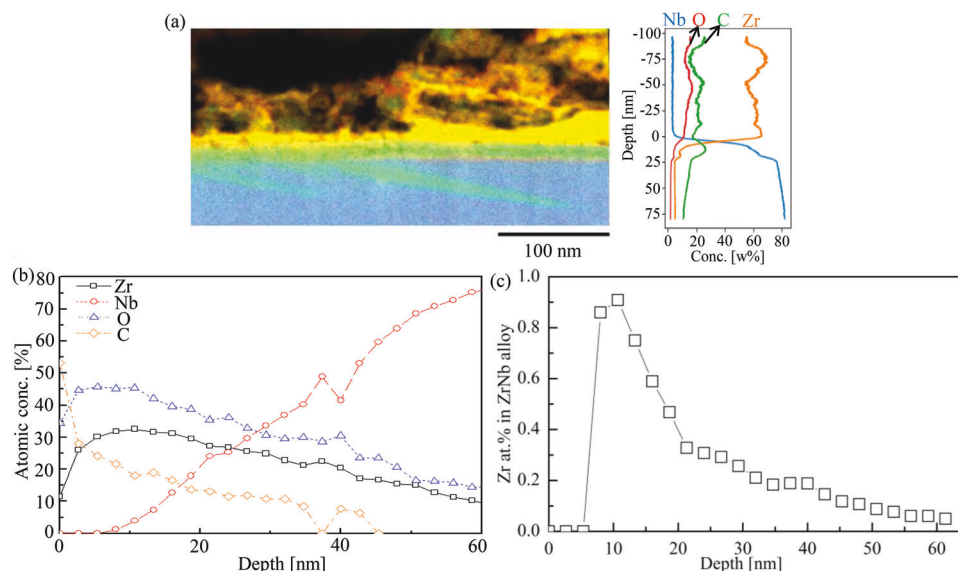 (a)
Nb O C Zr
-100
-75
-50
-25
0
25
50
75
Depth [nm]
0 20 40 60 80
Conc. [w%]
100 nm
(b)
Zr
Nb
O
C
80
70
60
50
40
30
20
10
0
Atomic conc. [%]
0 20 40 60
Depth [nm]
(c)
1.0
0.8
0.6
0.4
0.2
0.0
Zr at.% in ZrNb alloy
0 10 20 30 40 50 60
Depth [nm]